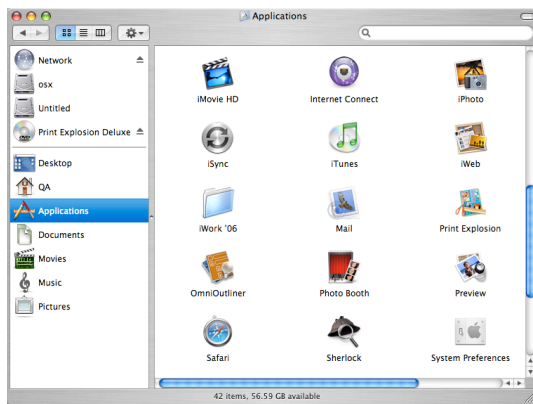 Applications
Network
osx
Untitled
Print Explosion Deluxe
Desktop
QA
Applications
Documents
Movies
Music
Pictures
iMovie HD
Internet Connect
iPhoto
iSync
iTunes
iWeb
iWork '06
Mail
Print Explosion
OmniOutliner
Photo Booth
Preview
Safari
Sherlock
System Preferences
42 items, 56.59 GB available